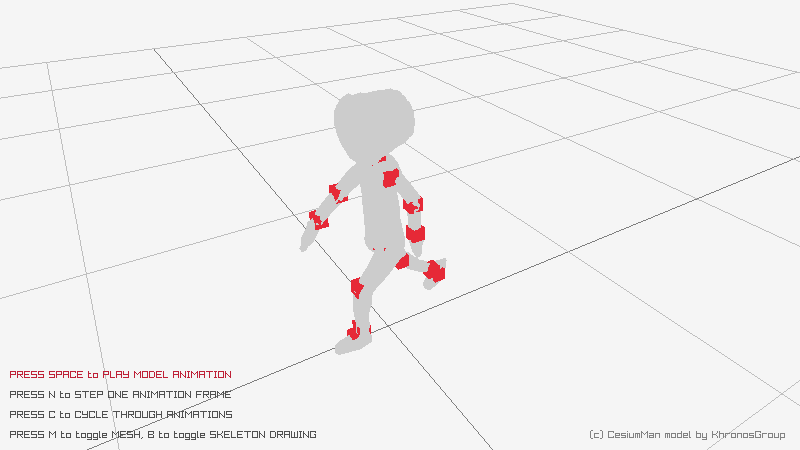 PRESS SPACE to PLAY MODEL ANIMATION
PRESS N to STEP ONE ANIMATION FRAME
PRESS C to CYCLE THROUGH ANIMATIONS
PRESS M to toggle MESH, B to toggle SKELETON DRAWING
(c) CesiumMan model by KhronosGroup